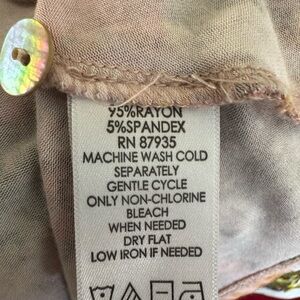 95%RAYON
5%SPANDEX
RN 87935
MACHINE WASH COLD
SEPARATELY
GENTLE CYCLE
ONLY NON-CHLORINE
BLEACH
WHEN NEEDED
DRY FLAT
LOW IRON IF NEEDED